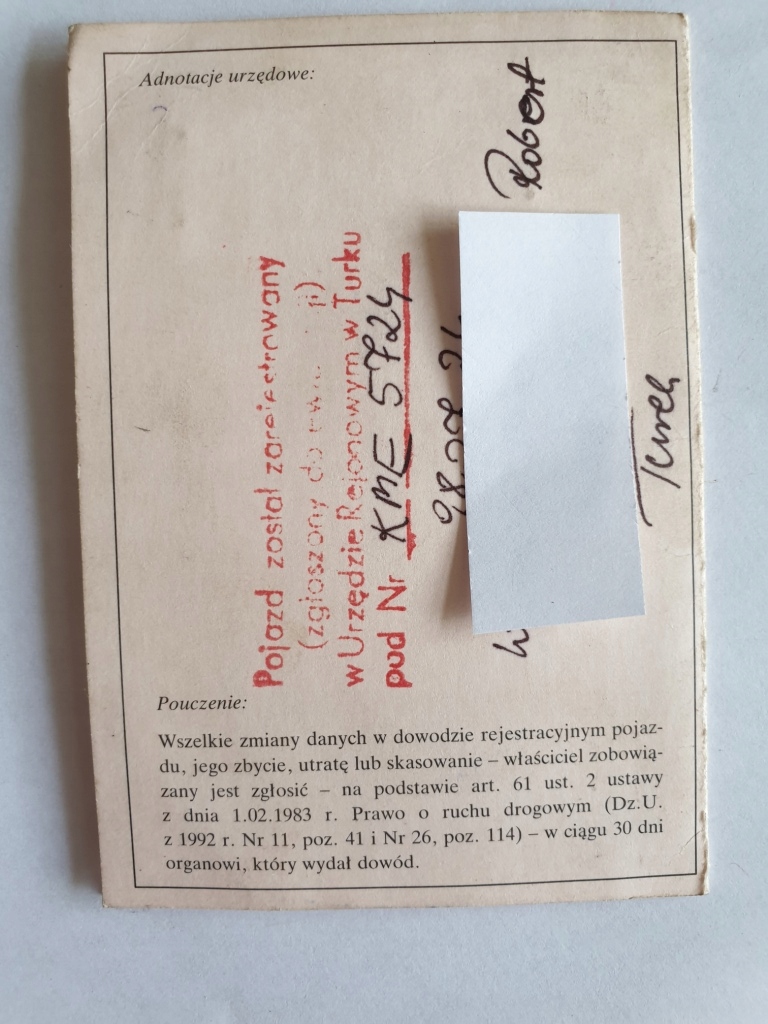 Adnotacje urzędowe:
Pojazd został zarejestrowany
(zgłoszony do
w Urzędzie Rejonowym w Turku
pod Nr KME 5724
98.
Robert
Turek
Pouczenie:
Wszelkie zmiany danych w dowodzie rejestracyjnym pojaz-
du, jego zbycie, utratę lub skasowanie – właściciel zobowią-
zany jest zgłosić – na podstawie art. 61 ust. 2 ustawy
z dnia 1.02.1983 r. Prawo o ruchu drogowym (Dz.U.
z 1992 r. Nr 11, poz. 41 i Nr 26, poz. 114) – w ciągu 30 dni
organowi, który wydał dowód.